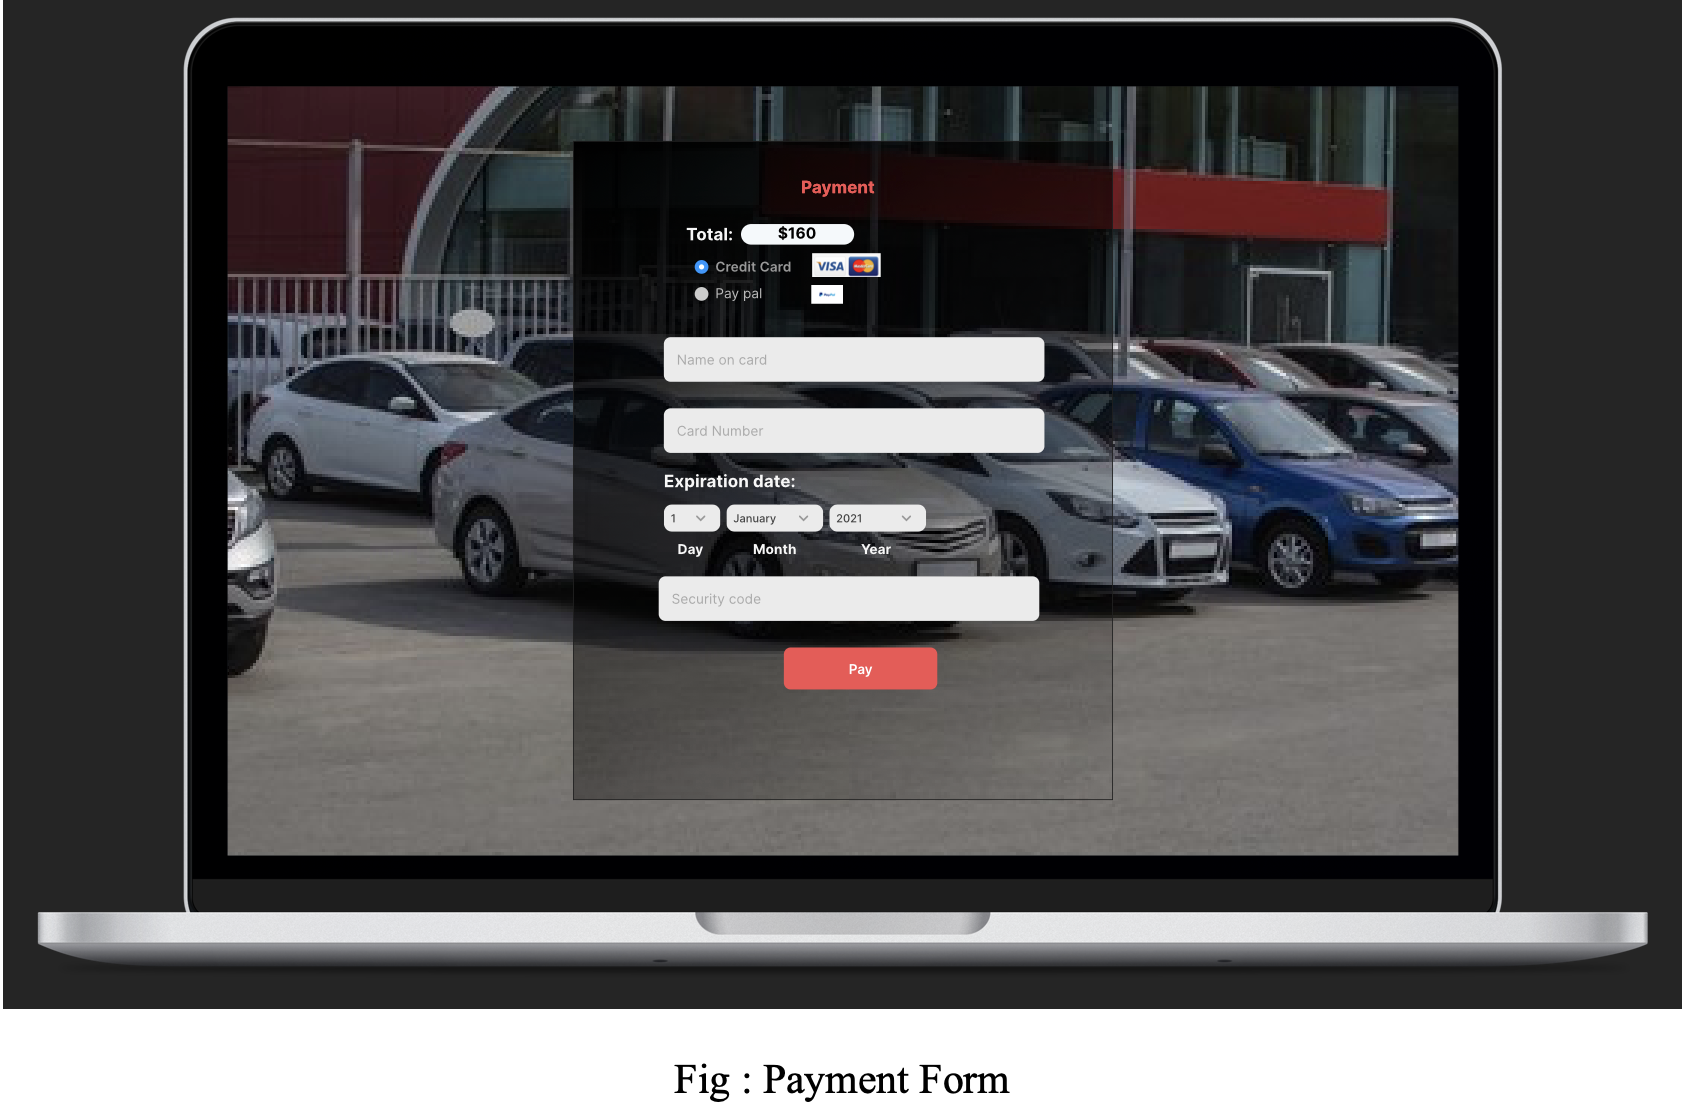 Payment
Total: $160
Credit Card VISA
Pay pal PayPal
Name on card
Card Number
Expiration date:
1 January 2021
Day Month Year
Security code
Pay
Fig : Payment Form